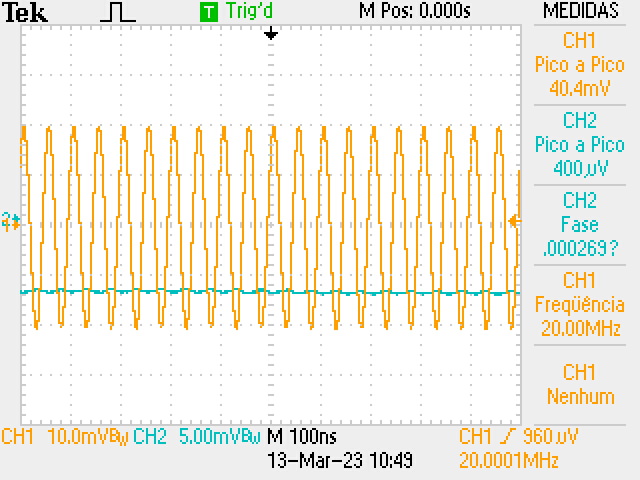 Tek T Trig'd M Pos: 0.000s MEDIDAS
CH1
Pico a Pico
40.4mV
CH2
Pico a Pico
400µV
CH2
Fase
.000269?
CH1
Freqüência
20.00MHz
CH1
Nenhum
2
1
CH1 10.0mVBw CH2 5.00mVBw M 100ns CH1 960µV
13-Mar-23 10:49 20.0001MHz